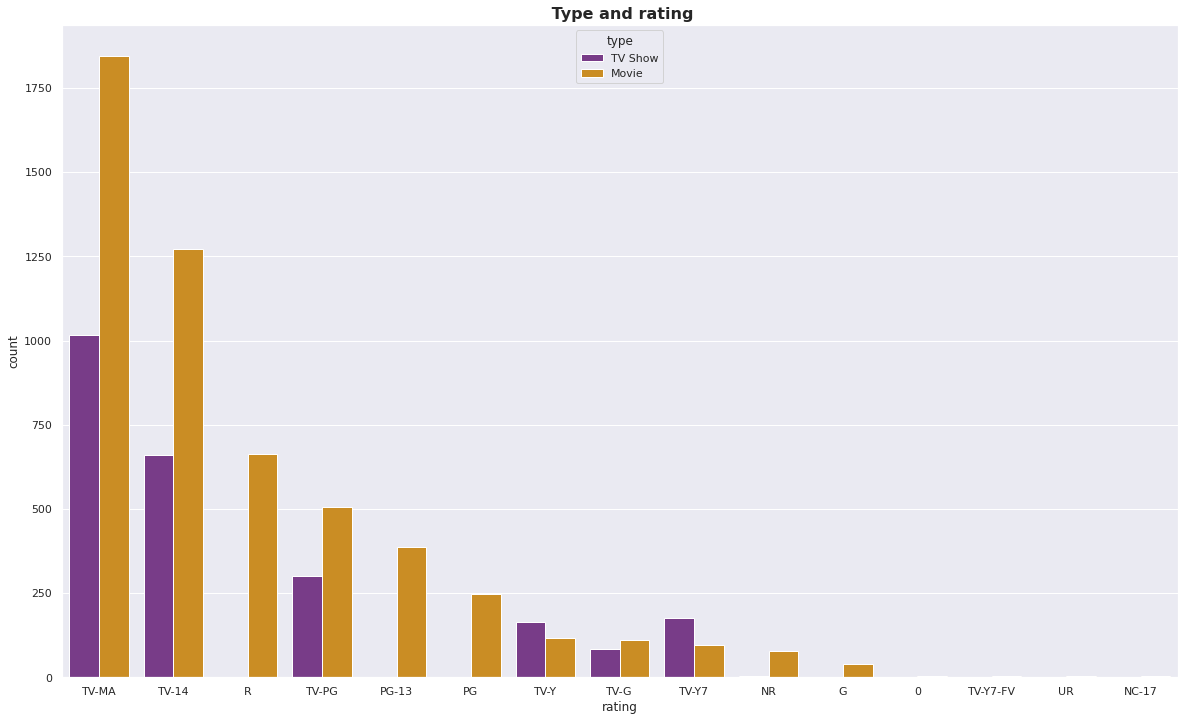 Type and rating
type
TV Show
Movie
1750
1500
1250
1000
750
500
250
0
count
TV-MA TV-14 R TV-PG PG-13 PG TV-Y TV-G TV-Y7 NR G 0 TV-Y7-FV UR NC-17
rating